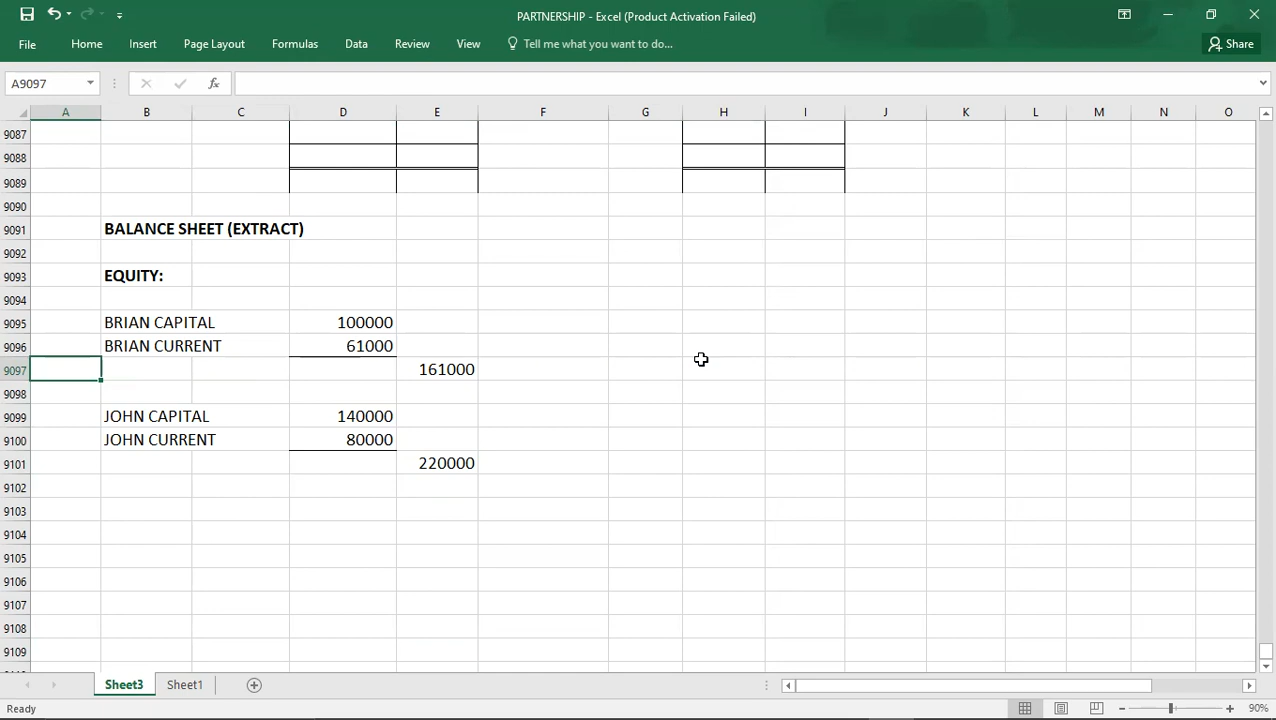 PARTNERSHIP - Excel (Product Activation Failed)
File Home Insert Page Layout Formulas Data Review View Tell me what you want to do... Share
A9097 fx
A B C D E F G H I J K L M N O
9087
9088
9089
9090
9091 BALANCE SHEET (EXTRACT)
9092
9093 EQUITY:
9094
9095 BRIAN CAPITAL 100000
9096 BRIAN CURRENT 61000
9097 161000
9098
9099 JOHN CAPITAL 140000
9100 JOHN CURRENT 80000
9101 220000
9102
9103
9104
9105
9106
9107
9108
9109
Sheet3 Sheet1
Ready 90%